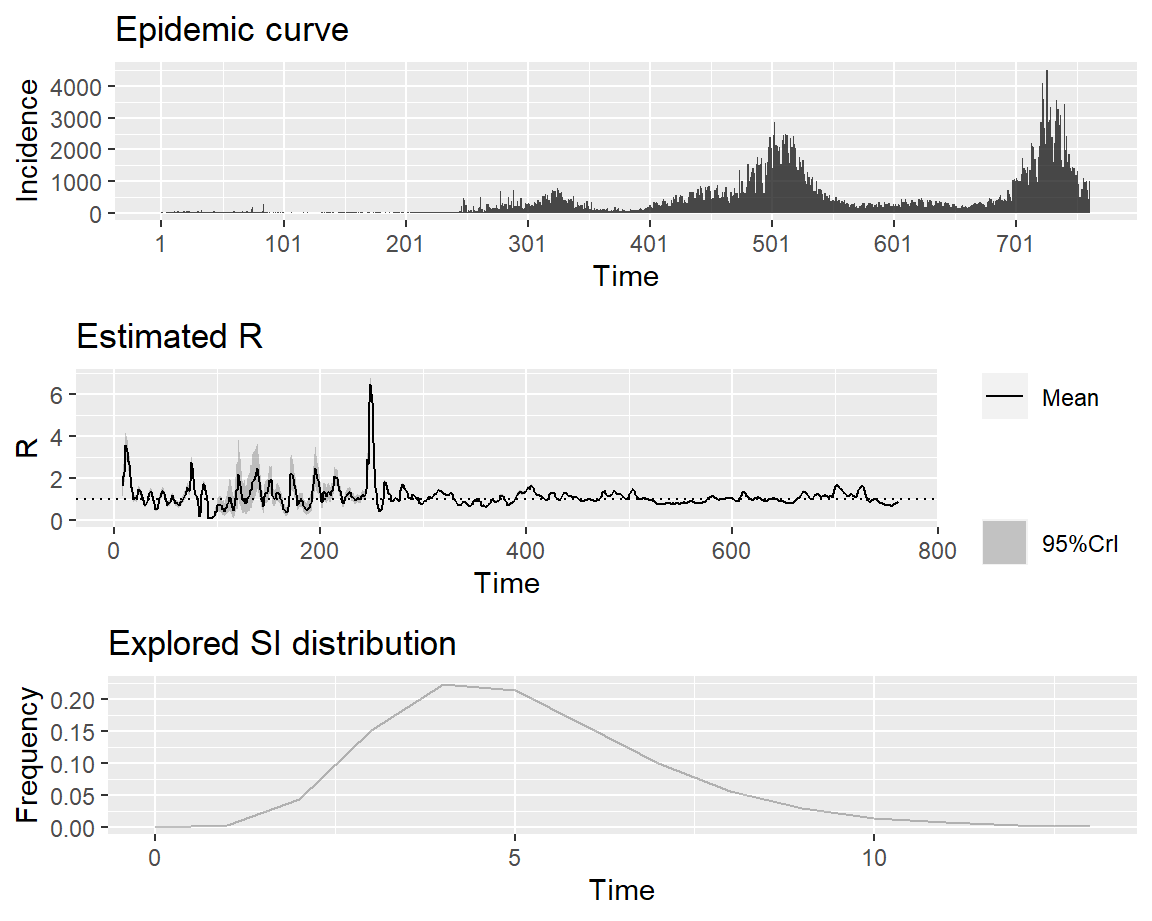 Epidemic curve
Incidence
4000
3000
2000
1000
0
1 101 201 301 401 501 601 701
Time
Estimated R
R
6
4
2
0
0 200 400 600 800
Time
Mean
95%CrI
Explored SI distribution
Frequency
0.20
0.15
0.10
0.05
0.00
0 5 10
Time